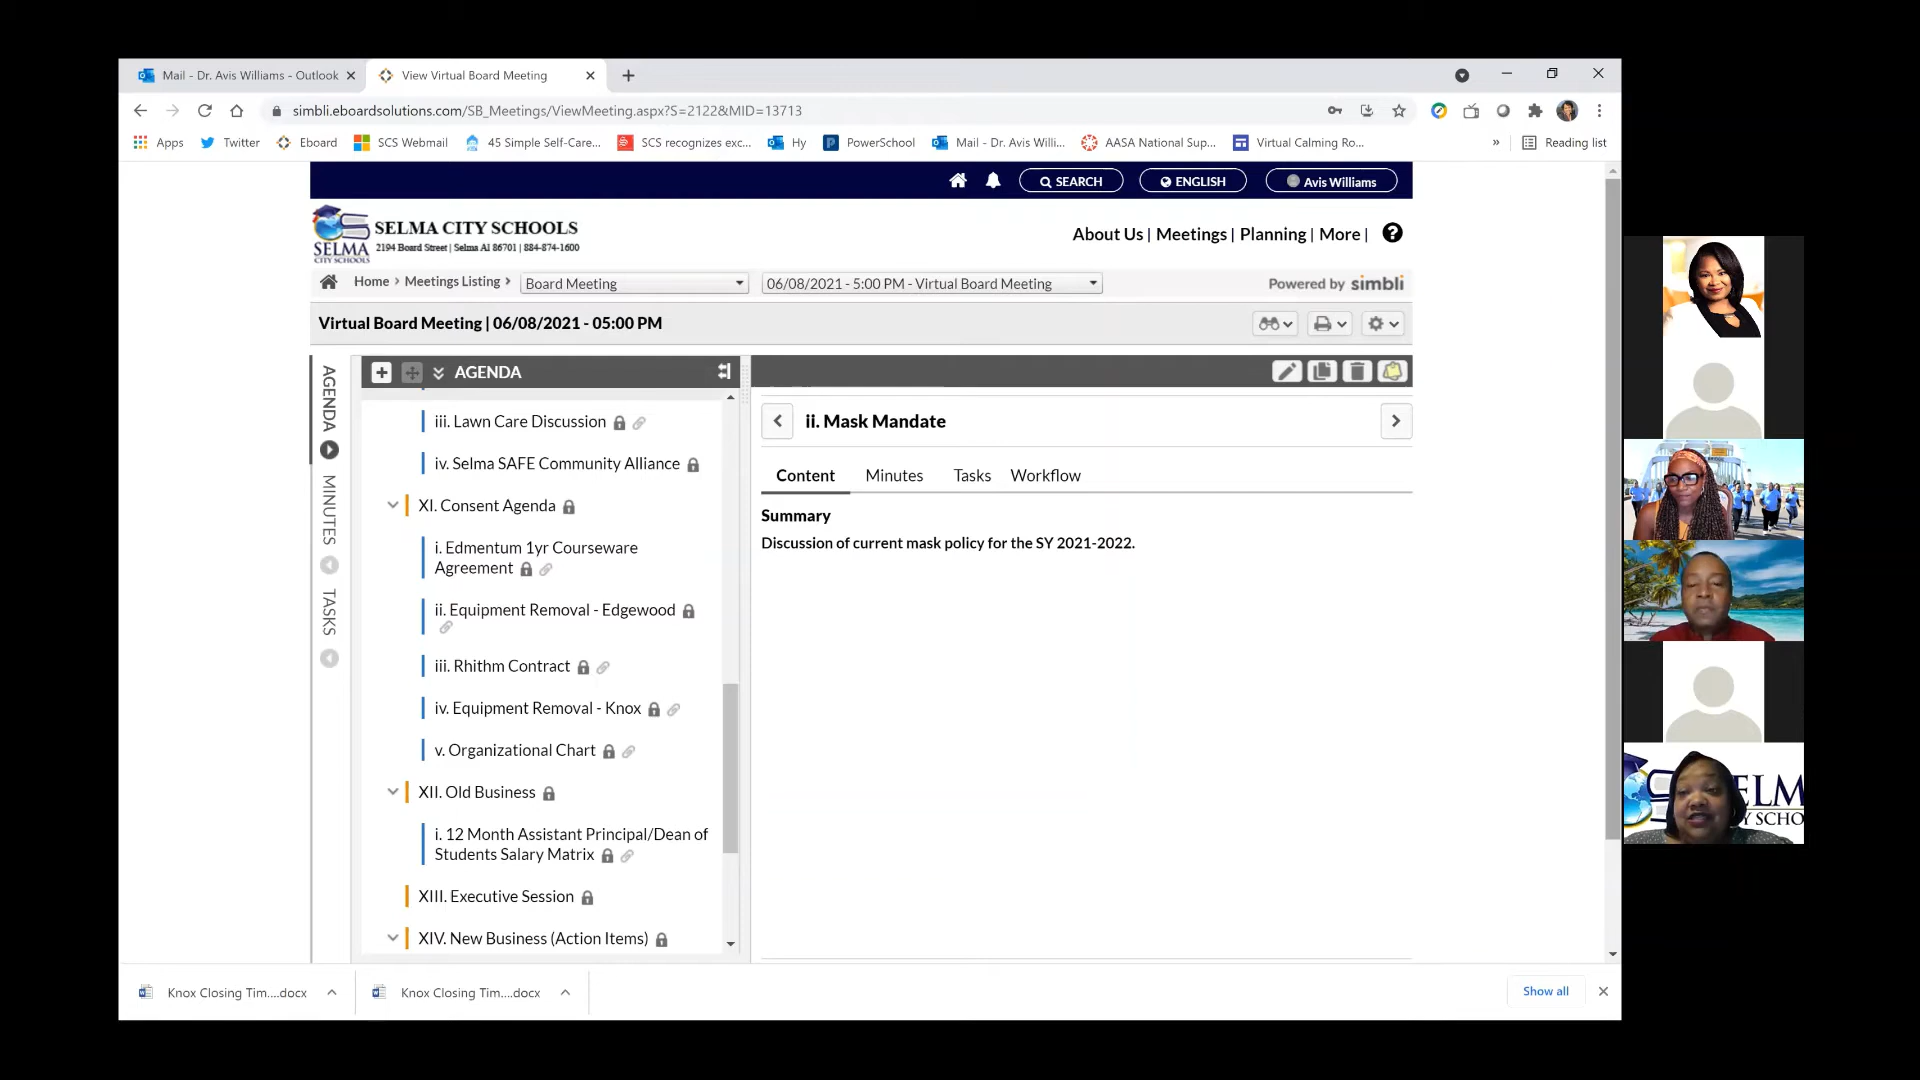 Mail - Dr. Avis Williams - Outlook
View Virtual Board Meeting
simbli.eboardsolutions.com/SB_Meetings/ViewMeeting.aspx?S=2122&MID=13713
Apps Twitter Eboard SCS Webmail 45 Simple Self-Care... SCS recognizes exc... Hy PowerSchool Mail - Dr. Avis Willi... AASA National Sup... Virtual Calming Ro... » Reading list
SEARCH ENGLISH Avis Williams
SELMA CITY SCHOOLS
2194 Board Street | Selma Al 86701 | 884-874-1600
SELMA
CITY SCHOOLS
About Us | Meetings | Planning | More |
Home > Meetings Listing > Board Meeting 06/08/2021 - 5:00 PM - Virtual Board Meeting Powered by simbli
Virtual Board Meeting | 06/08/2021 - 05:00 PM
AGENDA
MINUTES
TASKS
AGENDA
iii. Lawn Care Discussion
iv. Selma SAFE Community Alliance
XI. Consent Agenda
i. Edmentum 1yr Courseware
Agreement
ii. Equipment Removal - Edgewood
iii. Rhithm Contract
iv. Equipment Removal - Knox
v. Organizational Chart
XII. Old Business
i. 12 Month Assistant Principal/Dean of
Students Salary Matrix
XIII. Executive Session
XIV. New Business (Action Items)
ii. Mask Mandate
Content Minutes Tasks Workflow
Summary
Discussion of current mask policy for the SY 2021-2022.
Knox Closing Tim....docx
Knox Closing Tim....docx
Show all
ELM
Y SCHO